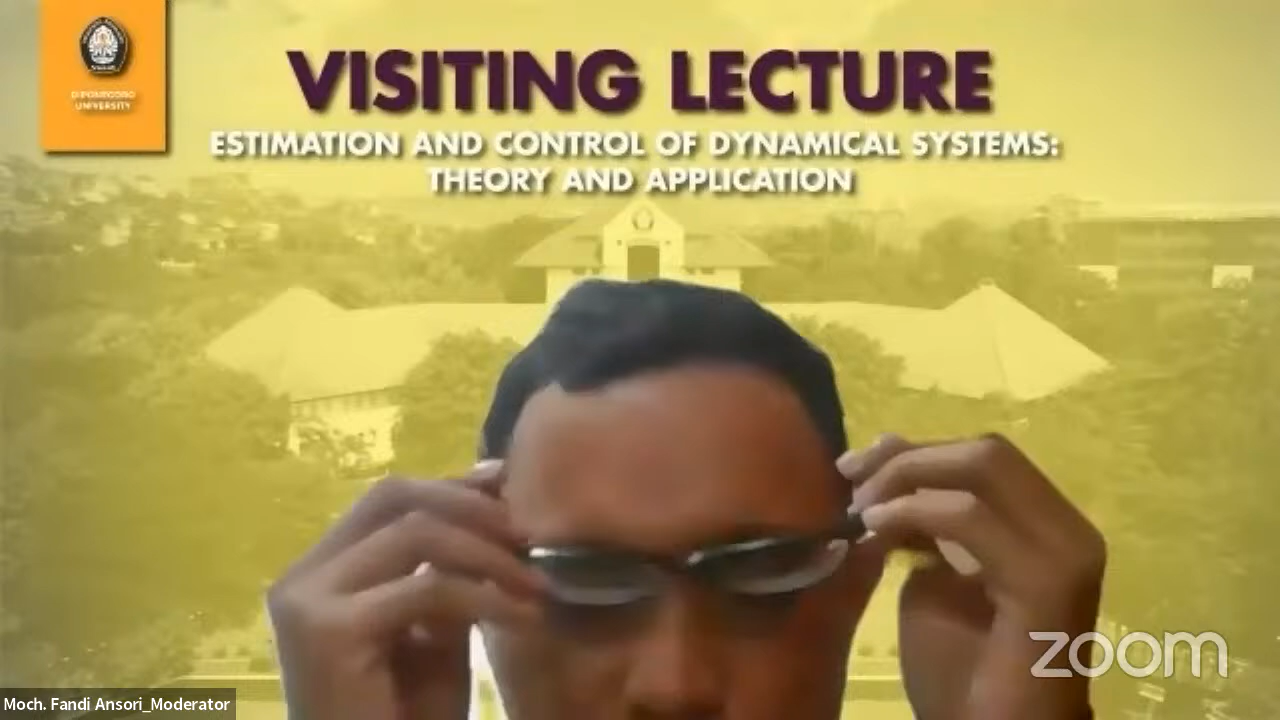 DIPONEGORO
UNIVERSITY
VISITING LECTURE
ESTIMATION AND CONTROL OF DYNAMICAL SYSTEMS:
THEORY AND APPLICATION
zoom
Moch. Fandi Ansori_Moderator